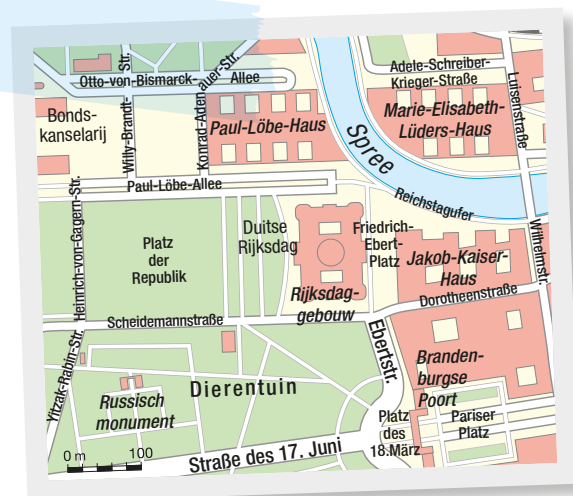 Otto-von-Bismarck-
Allee
Willy-Brandt-
Str.
Konrad-Adenauer-Str.
Bonds-
kanselarij
Paul-Löbe-Haus
Spree
Adele-Schreiber-
Krieger-Straße
Marie-Elisabeth-
Lüders-Haus
Luisenstraße
Paul-Löbe-Allee
Reichstagufer
Heinrich-von-Gagern-Str.
Platz
der
Republik
Duitse
Rijksdag
Rijksdag-
gebouw
Friedrich-
Ebert-
Platz
Jakob-Kaiser-
Haus
Wilhelmstr.
Dorotheenstraße
Scheidemannstraße
Ebertstr.
Yitzak-Rabin-Str.
Russisch
monument
Dierentuin
Branden-
burgse
Poort
Platz
des
18.März
Pariser
Platz
Straße des 17. Juni
0 m
100